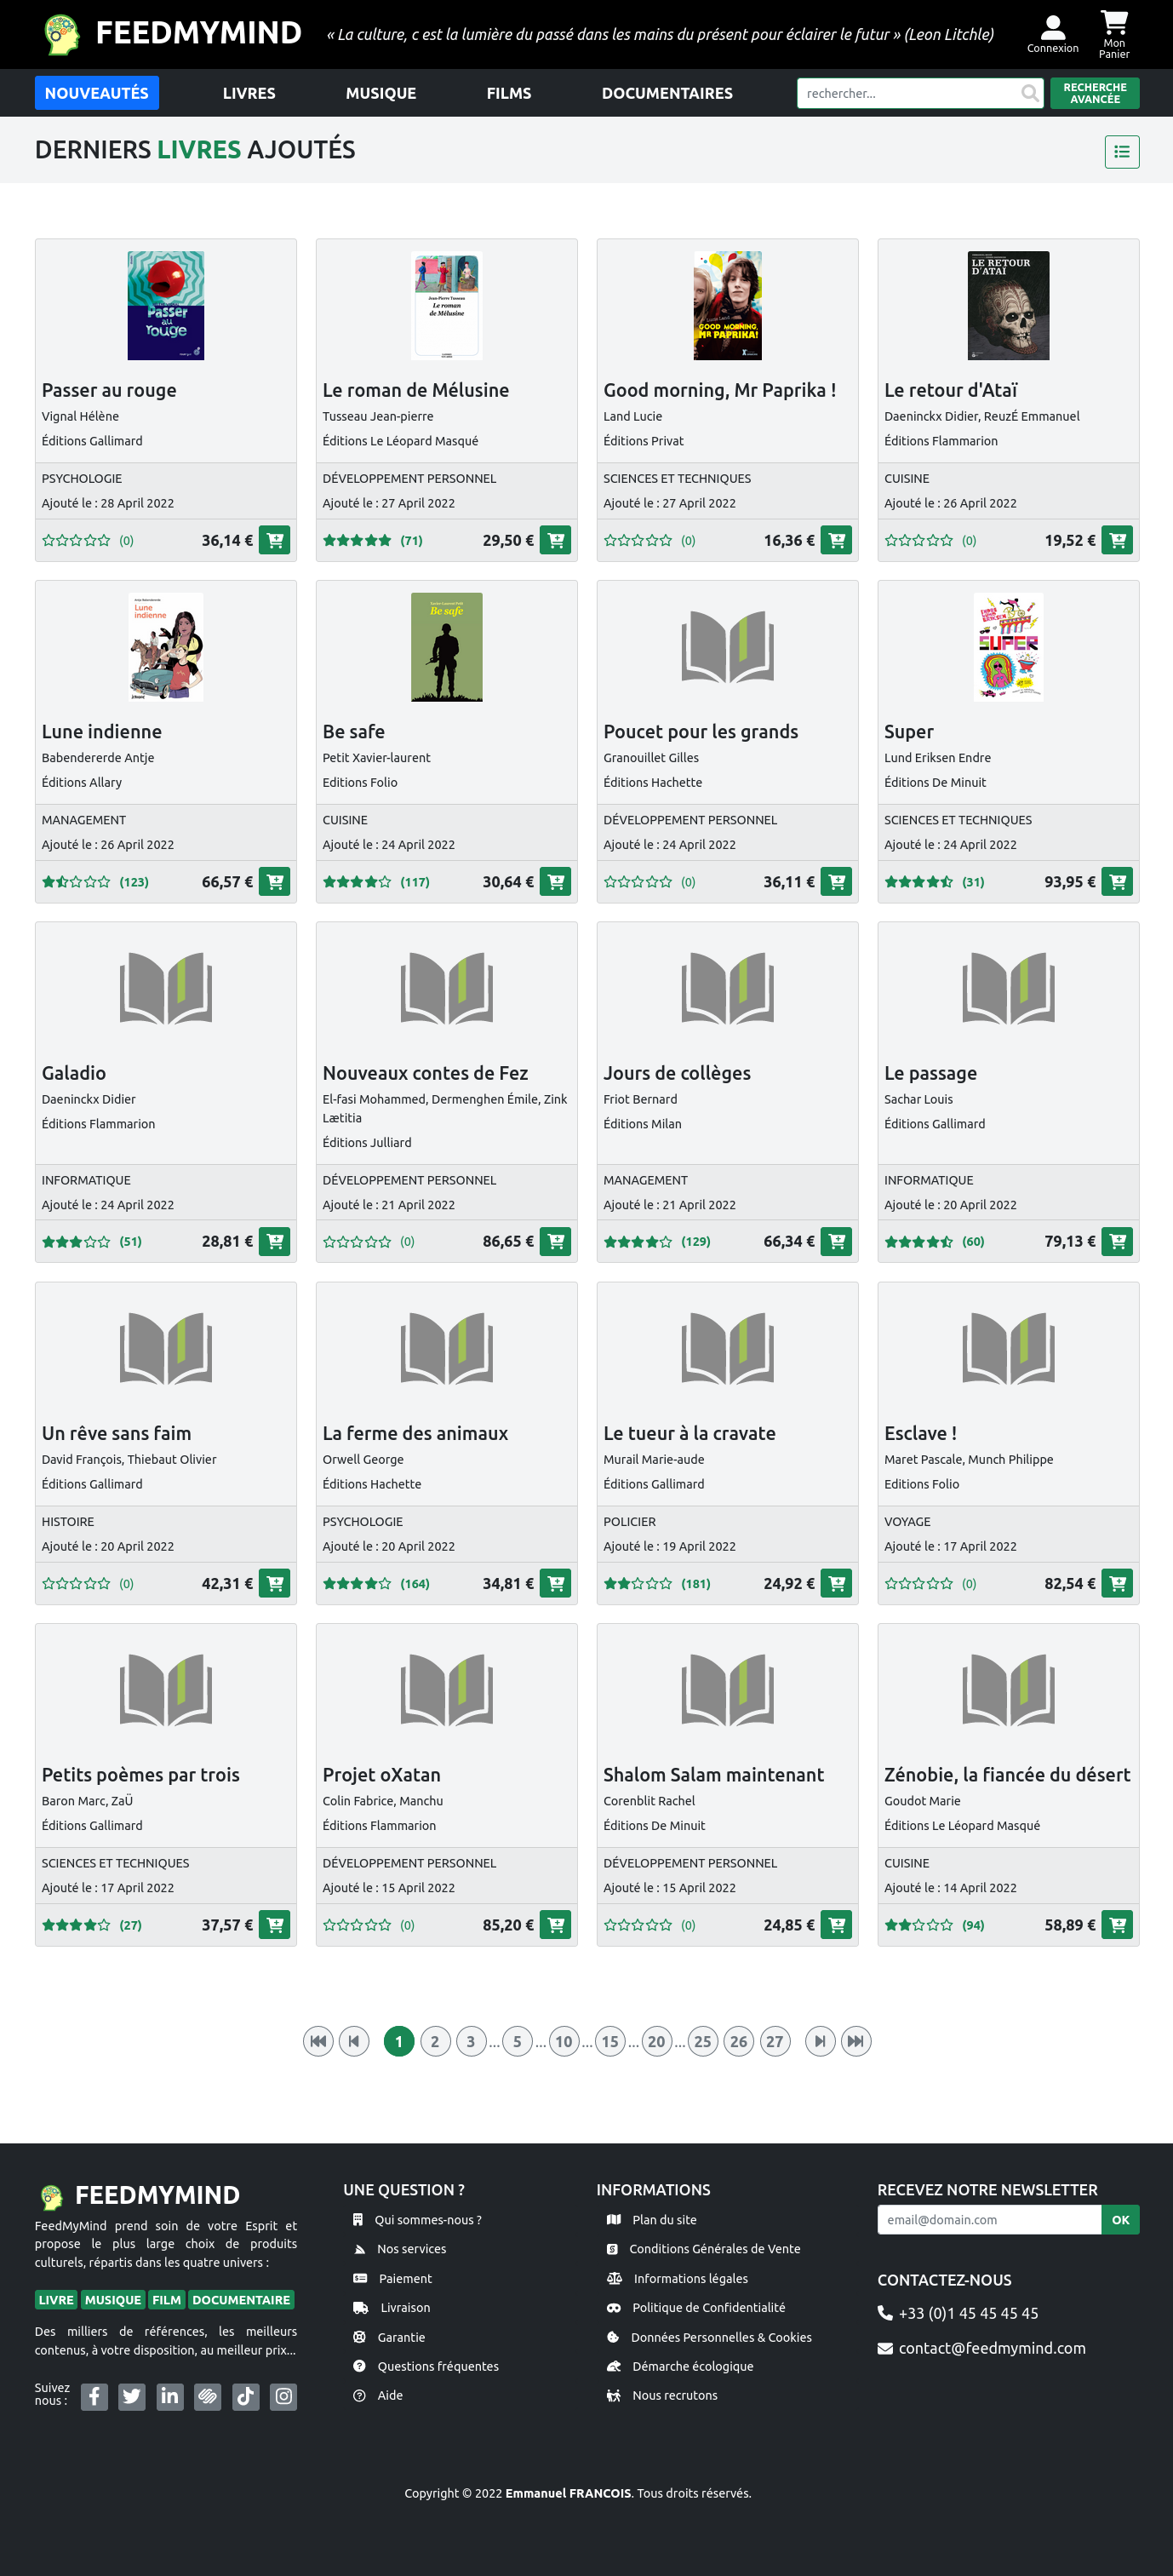 FEEDMYMIND
« La culture, c est la lumière du passé dans les mains du présent pour éclairer le futur » (Leon Litchle)
Connexion
Mon
Panier
NOUVEAUTÉS LIVRES MUSIQUE FILMS DOCUMENTAIRES
rechercher...
RECHERCHE
AVANCÉE
DERNIERS LIVRES AJOUTÉS
Passer
au
rouge
Passer au rouge
Vignal Hélène
Éditions Gallimard
PSYCHOLOGIE
Ajouté le : 28 April 2022
(0) 36,14 €
Jean-Pierre Tusseau
Le roman
de Mélusine
Le roman de Mélusine
Tusseau Jean-pierre
Éditions Le Léopard Masqué
DÉVELOPPEMENT PERSONNEL
Ajouté le : 27 April 2022
(71) 29,50 €
GOOD MORNING,
MR PAPRIKA!
Good morning, Mr Paprika !
Land Lucie
Éditions Privat
SCIENCES ET TECHNIQUES
Ajouté le : 27 April 2022
(0) 16,36 €
LE RETOUR
D'ATAÏ
Le retour d'Ataï
Daeninckx Didier, ReuzÉ Emmanuel
Éditions Flammarion
CUISINE
Ajouté le : 26 April 2022
(0) 19,52 €
Lune
indienne
Lune indienne
Babendererde Antje
Éditions Allary
MANAGEMENT
Ajouté le : 26 April 2022
(123) 66,57 €
Be safe
Be safe
Petit Xavier-laurent
Editions Folio
CUISINE
Ajouté le : 24 April 2022
(117) 30,64 €
Poucet pour les grands
Granouillet Gilles
Éditions Hachette
DÉVELOPPEMENT PERSONNEL
Ajouté le : 24 April 2022
(0) 36,11 €
SUPER
Super
Lund Eriksen Endre
Éditions De Minuit
SCIENCES ET TECHNIQUES
Ajouté le : 24 April 2022
(31) 93,95 €
Galadio
Daeninckx Didier
Éditions Flammarion
INFORMATIQUE
Ajouté le : 24 April 2022
(51) 28,81 €
Nouveaux contes de Fez
El-fasi Mohammed, Dermenghen Émile, Zink
Lætitia
Éditions Julliard
DÉVELOPPEMENT PERSONNEL
Ajouté le : 21 April 2022
(0) 86,65 €
Jours de collèges
Friot Bernard
Éditions Milan
MANAGEMENT
Ajouté le : 21 April 2022
(129) 66,34 €
Le passage
Sachar Louis
Éditions Gallimard
INFORMATIQUE
Ajouté le : 20 April 2022
(60) 79,13 €
Un rêve sans faim
David François, Thiebaut Olivier
Éditions Gallimard
HISTOIRE
Ajouté le : 20 April 2022
(0) 42,31 €
La ferme des animaux
Orwell George
Éditions Hachette
PSYCHOLOGIE
Ajouté le : 20 April 2022
(164) 34,81 €
Le tueur à la cravate
Murail Marie-aude
Éditions Gallimard
POLICIER
Ajouté le : 19 April 2022
(181) 24,92 €
Esclave !
Maret Pascale, Munch Philippe
Editions Folio
VOYAGE
Ajouté le : 17 April 2022
(0) 82,54 €
Petits poèmes par trois
Baron Marc, ZaÜ
Éditions Gallimard
SCIENCES ET TECHNIQUES
Ajouté le : 17 April 2022
(27) 37,57 €
Projet oXatan
Colin Fabrice, Manchu
Éditions Flammarion
DÉVELOPPEMENT PERSONNEL
Ajouté le : 15 April 2022
(0) 85,20 €
Shalom Salam maintenant
Corenblit Rachel
Éditions De Minuit
DÉVELOPPEMENT PERSONNEL
Ajouté le : 15 April 2022
(0) 24,85 €
Zénobie, la fiancée du désert
Goudot Marie
Éditions Le Léopard Masqué
CUISINE
Ajouté le : 14 April 2022
(94) 58,89 €
1 2 3 ... 5 ... 10 ... 15 ... 20 ... 25 26 27
FEEDMYMIND
FeedMyMind prend soin de votre Esprit et
propose le plus large choix de produits
culturels, répartis dans les quatre univers :
LIVRE MUSIQUE FILM DOCUMENTAIRE
Des milliers de références, les meilleurs
contenus, à votre disposition, au meilleur prix...
Suivez
nous :
UNE QUESTION ?
Qui sommes-nous ?
Nos services
Paiement
Livraison
Garantie
Questions fréquentes
Aide
INFORMATIONS
Plan du site
Conditions Générales de Vente
Informations légales
Politique de Confidentialité
Données Personnelles & Cookies
Démarche écologique
Nous recrutons
RECEVEZ NOTRE NEWSLETTER
email@domain.com OK
CONTACTEZ-NOUS
+33 (0)1 45 45 45 45
contact@feedmymind.com
Copyright © 2022 Emmanuel FRANCOIS. Tous droits réservés.